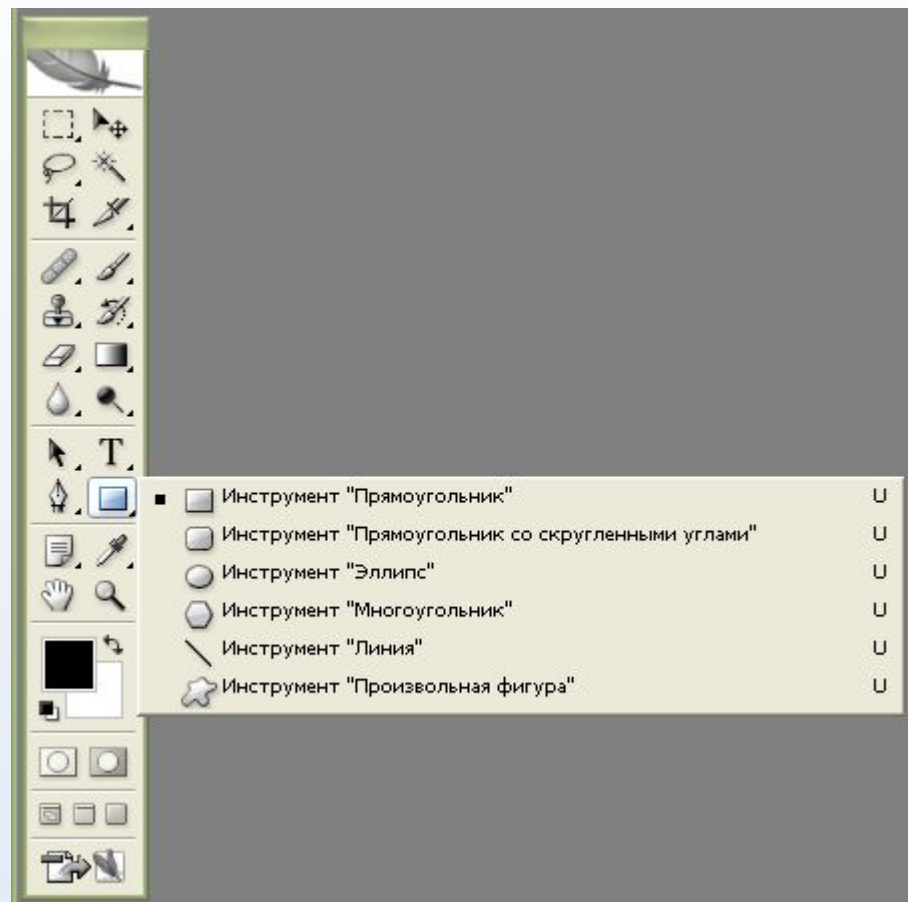 T
Инструмент "Прямоугольник" U
Инструмент "Прямоугольник со скругленными углами" U
Инструмент "Эллипс" U
Инструмент "Многоугольник" U
Инструмент "Линия" U
Инструмент "Произвольная фигура" U